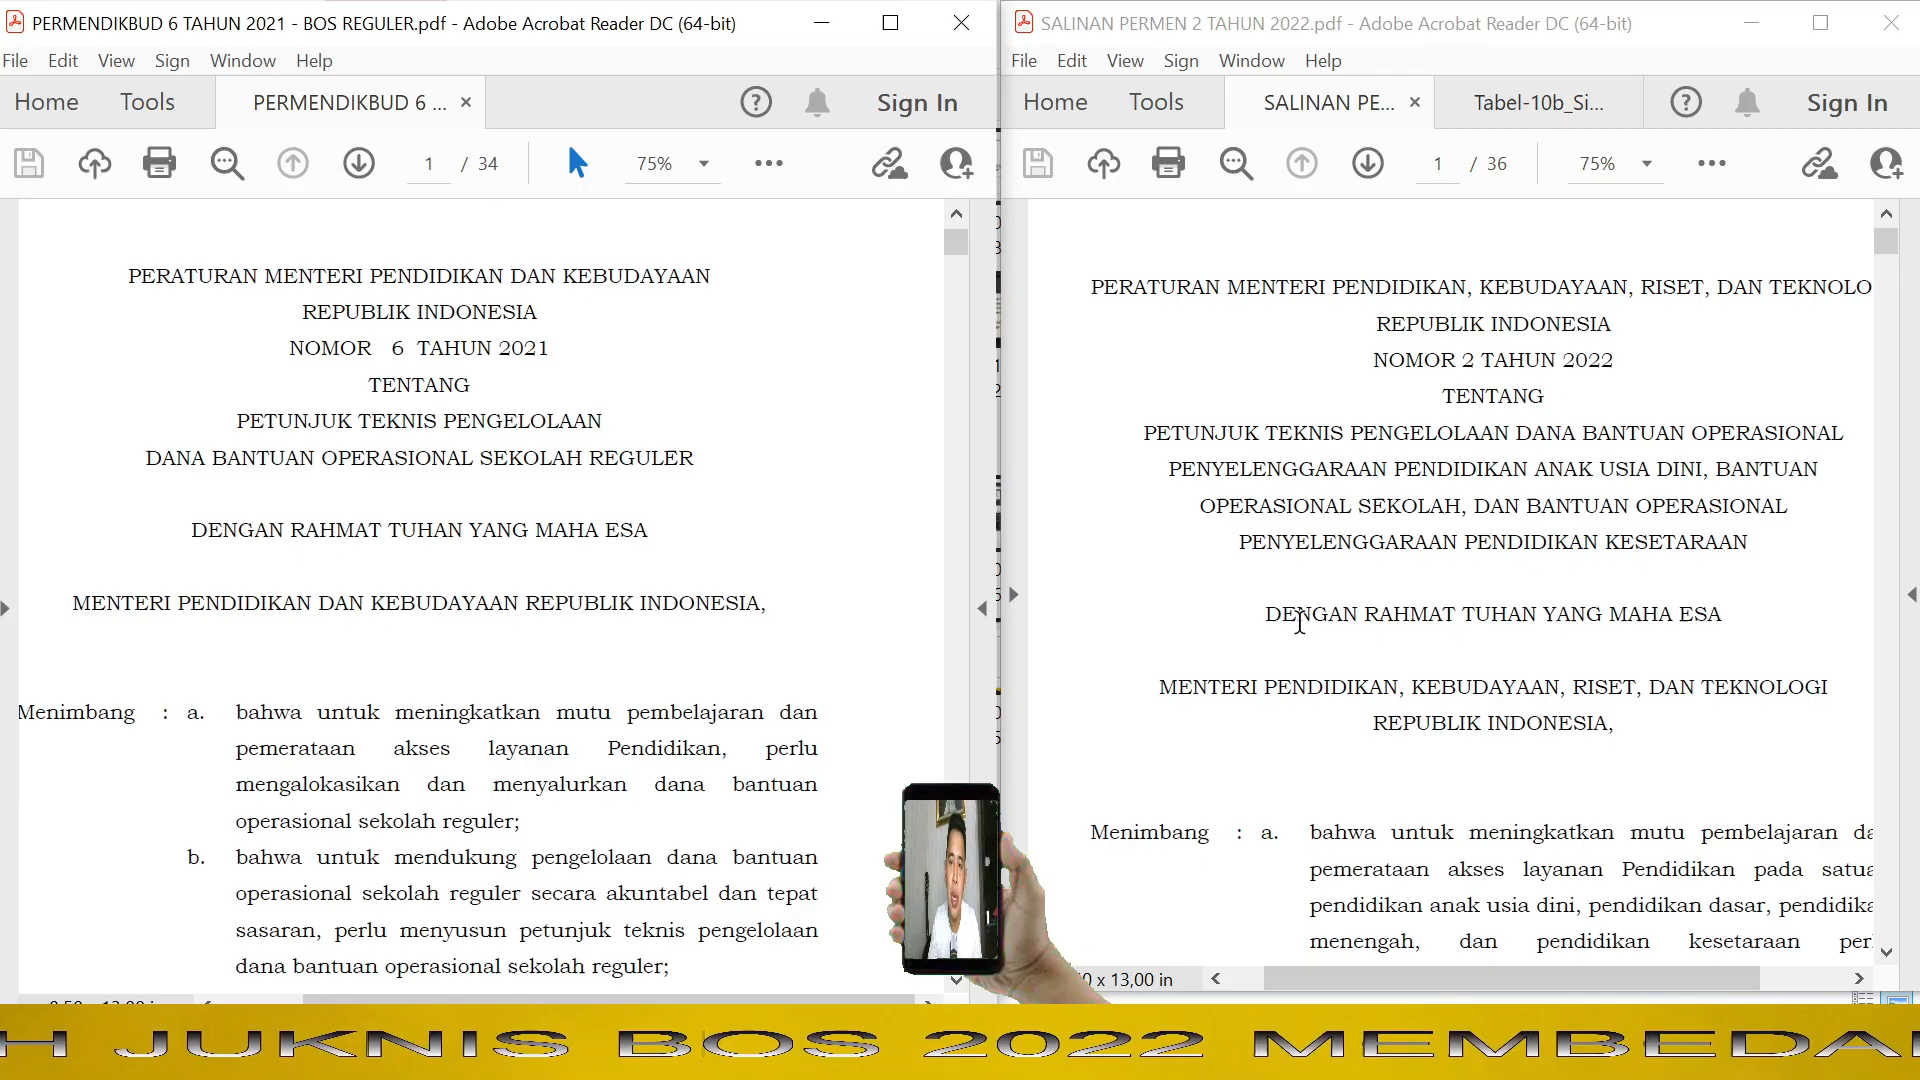 PERMENDIKBUD 6 TAHUN 2021 - BOS REGULER.pdf - Adobe Acrobat Reader DC (64-bit)
File Edit View Sign Window Help
Home Tools PERMENDIKBUD 6 ... × Sign In
1 / 34 75%
PERATURAN MENTERI PENDIDIKAN DAN KEBUDAYAAN
REPUBLIK INDONESIA
NOMOR 6 TAHUN 2021
TENTANG
PETUNJUK TEKNIS PENGELOLAAN
DANA BANTUAN OPERASIONAL SEKOLAH REGULER
DENGAN RAHMAT TUHAN YANG MAHA ESA
MENTERI PENDIDIKAN DAN KEBUDAYAAN REPUBLIK INDONESIA,
Menimbang : a. bahwa untuk meningkatkan mutu pembelajaran dan
pemerataan akses layanan Pendidikan, perlu
mengalokasikan dan menyalurkan dana bantuan
operasional sekolah reguler;
b. bahwa untuk mendukung pengelolaan dana bantuan
operasional sekolah reguler secara akuntabel dan tepat
sasaran, perlu menyusun petunjuk teknis pengelolaan
dana bantuan operasional sekolah reguler;
SALINAN PERMEN 2 TAHUN 2022.pdf - Adobe Acrobat Reader DC (64-bit)
File Edit View Sign Window Help
Home Tools SALINAN PE... × Tabel-10b_Si... Sign In
1 / 36 75%
PERATURAN MENTERI PENDIDIKAN, KEBUDAYAAN, RISET, DAN TEKNOLO
REPUBLIK INDONESIA
NOMOR 2 TAHUN 2022
TENTANG
PETUNJUK TEKNIS PENGELOLAAN DANA BANTUAN OPERASIONAL
PENYELENGGARAAN PENDIDIKAN ANAK USIA DINI, BANTUAN
OPERASIONAL SEKOLAH, DAN BANTUAN OPERASIONAL
PENYELENGGARAAN PENDIDIKAN KESETARAAN
DENGAN RAHMAT TUHAN YANG MAHA ESA
MENTERI PENDIDIKAN, KEBUDAYAAN, RISET, DAN TEKNOLOGI
REPUBLIK INDONESIA,
Menimbang : a. bahwa untuk meningkatkan mutu pembelajaran da
pemerataan akses layanan Pendidikan pada satua
pendidikan anak usia dini, pendidikan dasar, pendidika
menengah, dan pendidikan kesetaraan per
0 x 13,00 in
H JUKNIS BOS 2022 MEMBEDA